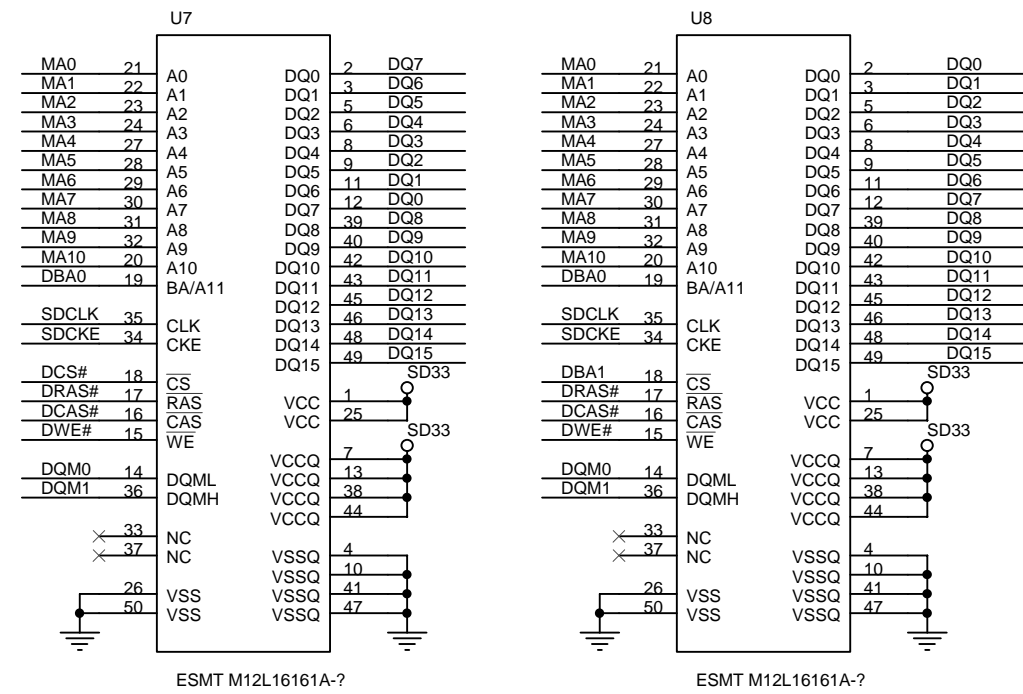 U7
MA0 21 A0 DQ0 2 DQ7
MA1 22 A1 DQ1 3 DQ6
MA2 23 A2 DQ2 5 DQ5
MA3 24 A3 DQ3 6 DQ4
MA4 27 A4 DQ4 8 DQ3
MA5 28 A5 DQ5 9 DQ2
MA6 29 A6 DQ6 11 DQ1
MA7 30 A7 DQ7 12 DQ0
MA8 31 A8 DQ8 39 DQ8
MA9 32 A9 DQ9 40 DQ9
MA10 20 A10 DQ10 42 DQ10
DBA0 19 BA/A11 DQ11 43 DQ11
DQ12 45 DQ12
SDCLK 35 CLK DQ13 46 DQ13
SDCKE 34 CKE DQ14 48 DQ14
DQ15 49 DQ15
DCS# 18 CS SD33
DRAS# 17 RAS VCC 1
DCAS# 16 CAS VCC 25
DWE# 15 WE SD33
VCCQ 7
DQM0 14 DQML VCCQ 13
DQM1 36 DQMH VCCQ 38
VCCQ 44
33 NC
37 NC VSSQ 4
VSSQ 10
26 VSS VSSQ 41
50 VSS VSSQ 47
ESMT M12L16161A-?
U8
MA0 21 A0 DQ0 2 DQ0
MA1 22 A1 DQ1 3 DQ1
MA2 23 A2 DQ2 5 DQ2
MA3 24 A3 DQ3 6 DQ3
MA4 27 A4 DQ4 8 DQ4
MA5 28 A5 DQ5 9 DQ5
MA6 29 A6 DQ6 11 DQ6
MA7 30 A7 DQ7 12 DQ7
MA8 31 A8 DQ8 39 DQ8
MA9 32 A9 DQ9 40 DQ9
MA10 20 A10 DQ10 42 DQ10
DBA0 19 BA/A11 DQ11 43 DQ11
DQ12 45 DQ12
SDCLK 35 CLK DQ13 46 DQ13
SDCKE 34 CKE DQ14 48 DQ14
DQ15 49 DQ15
DBA1 18 CS SD33
DRAS# 17 RAS VCC 1
DCAS# 16 CAS VCC 25
DWE# 15 WE SD33
VCCQ 7
DQM0 14 DQML VCCQ 13
DQM1 36 DQMH VCCQ 38
VCCQ 44
33 NC
37 NC VSSQ 4
VSSQ 10
26 VSS VSSQ 41
50 VSS VSSQ 47
ESMT M12L16161A-?